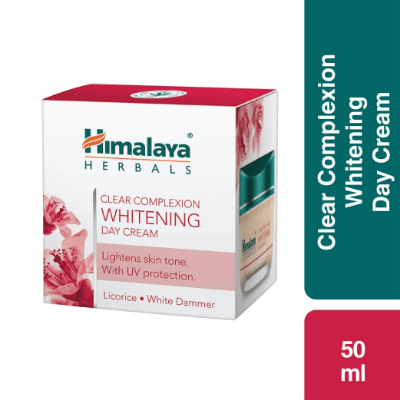 Himalaya®
HERBALS
CLEAR COMPLEXION
WHITENING
DAY CREAM
Lightens skin tone.
With UV protection.
Licorice • White Dammer
Clear Complexion
Whitening
Day Cream
50
ml